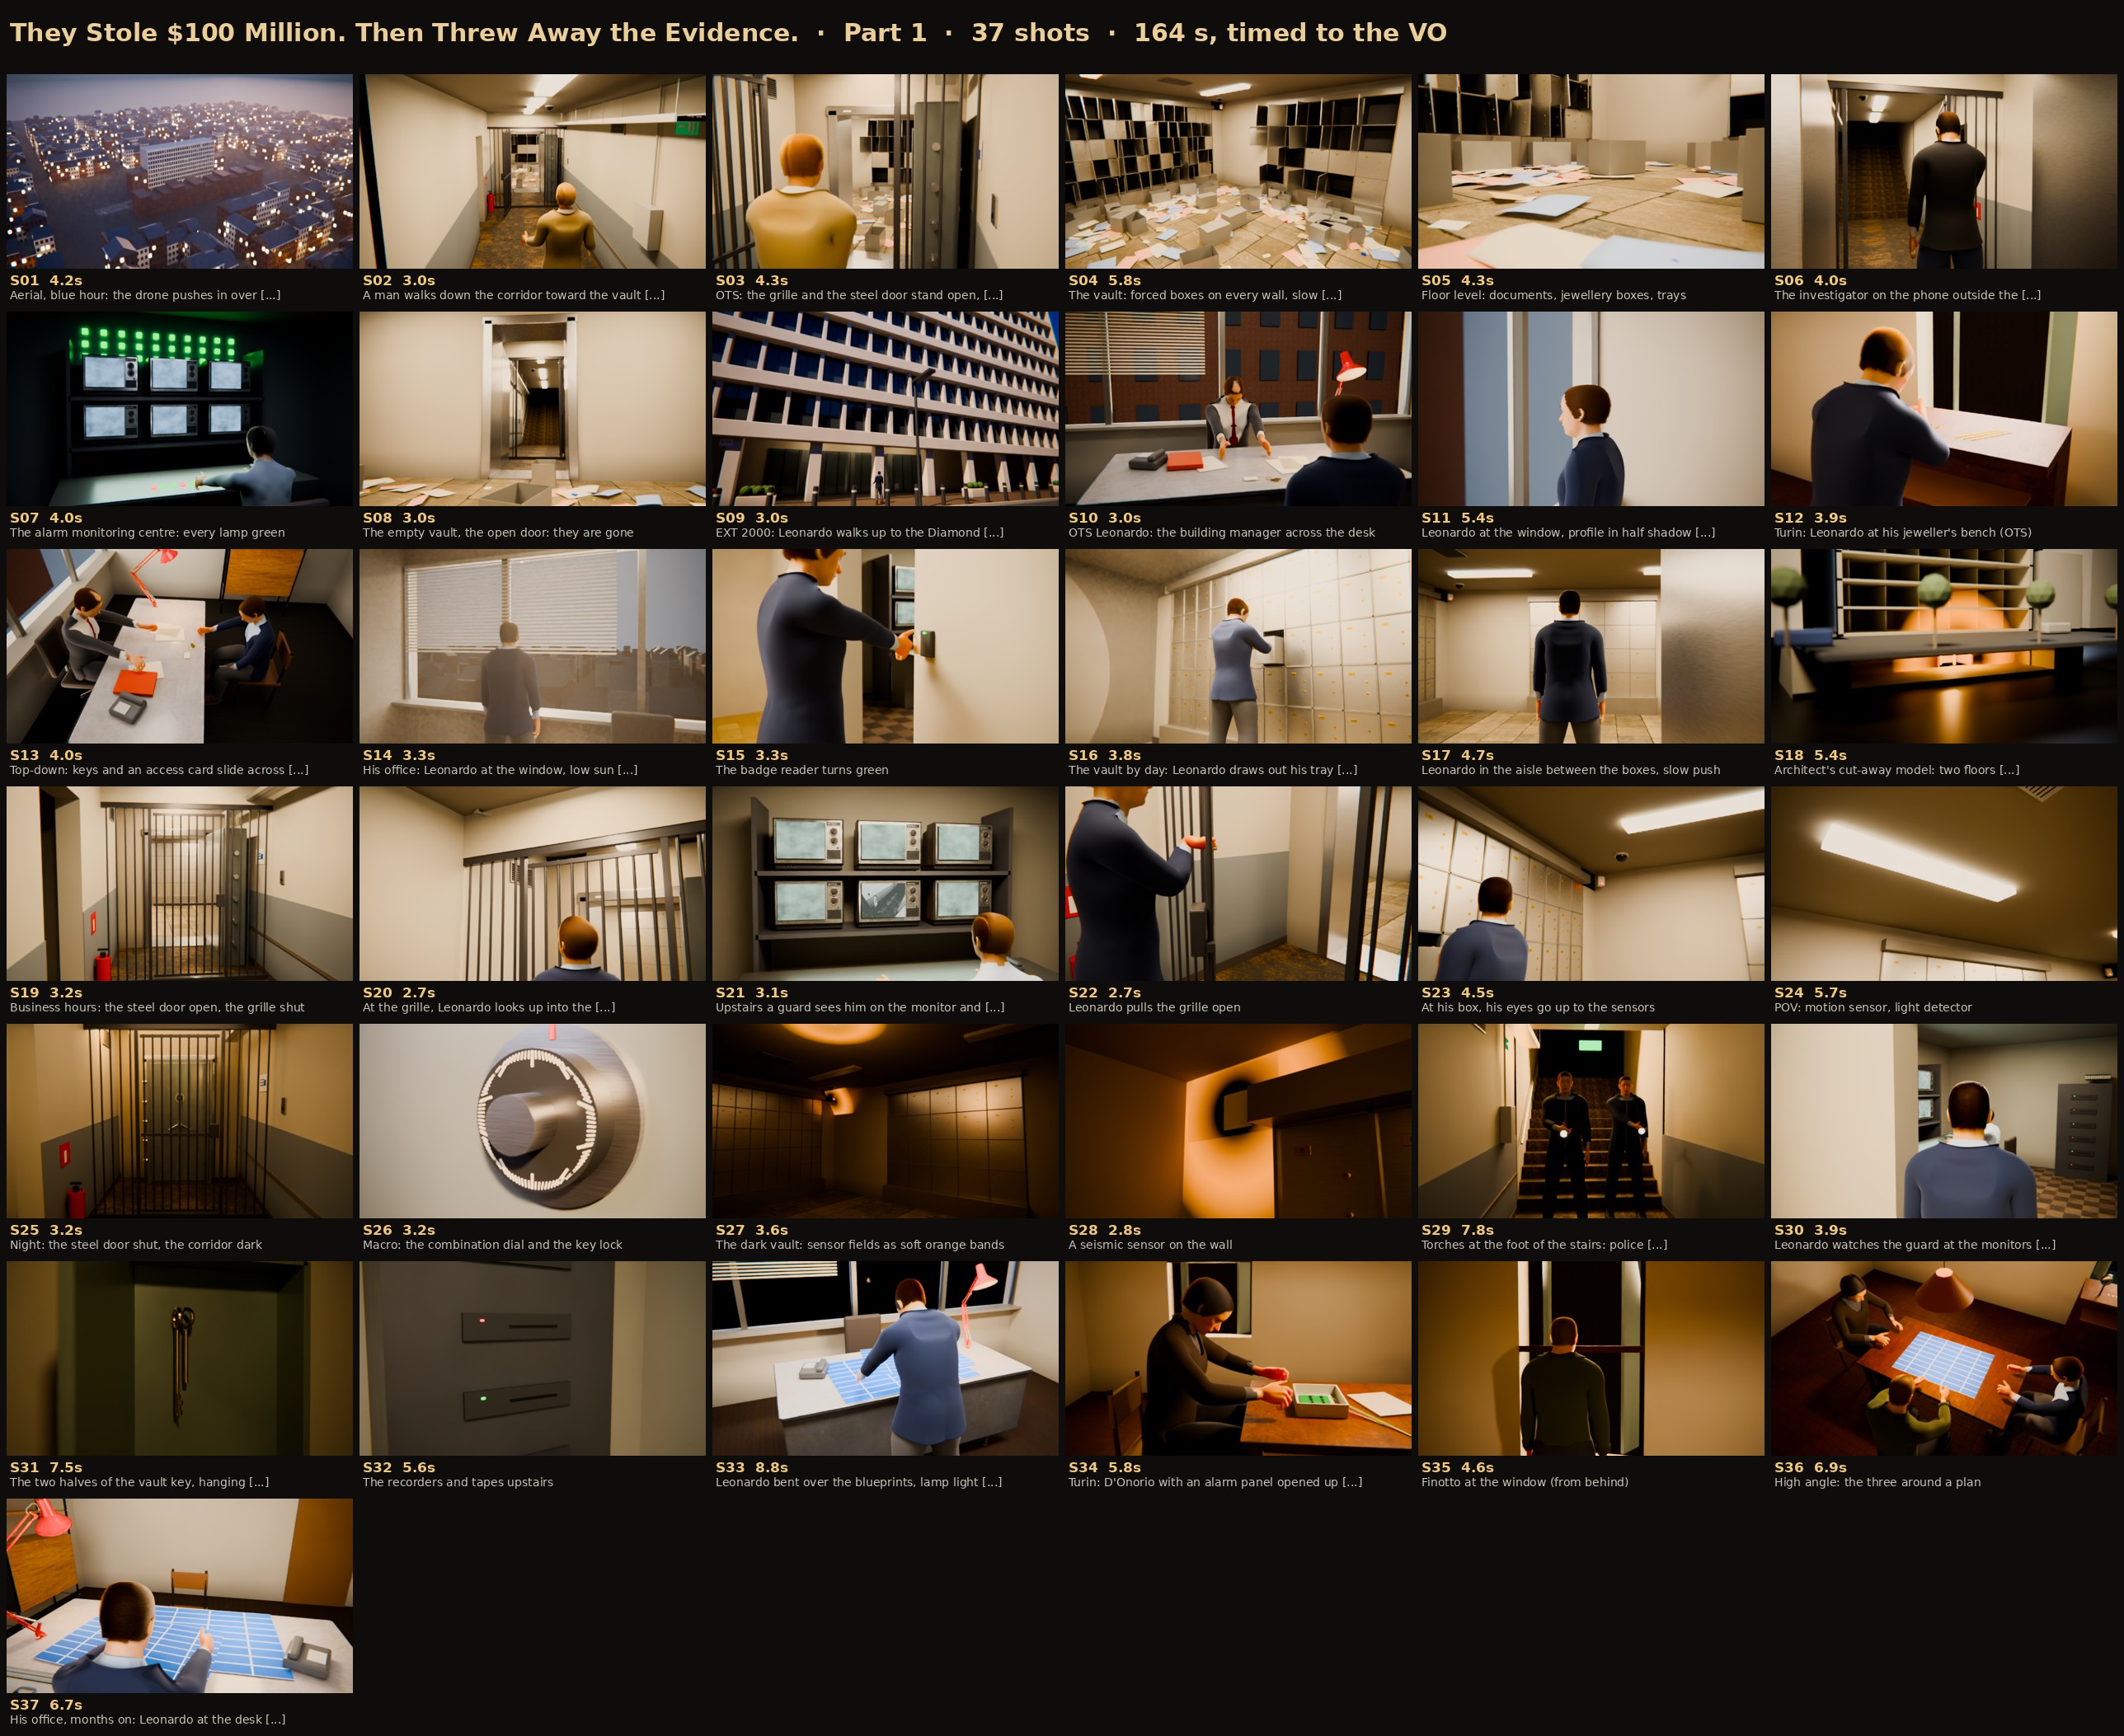 They Stole $100 Million. Then Threw Away the Evidence. · Part 1 · 37 shots · 164 s, timed to the VO
S01 4.2s
Aerial, blue hour: the drone pushes in over [...]
S02 3.0s
A man walks down the corridor toward the vault [...]
S03 4.3s
OTS: the grille and the steel door stand open, [...]
S04 5.8s
The vault: forced boxes on every wall, slow [...]
S05 4.3s
Floor level: documents, jewellery boxes, trays
S06 4.0s
The investigator on the phone outside the [...]
S07 4.0s
The alarm monitoring centre: every lamp green
S08 3.0s
The empty vault, the open door: they are gone
S09 3.0s
EXT 2000: Leonardo walks up to the Diamond [...]
S10 3.0s
OTS Leonardo: the building manager across the desk
S11 5.4s
Leonardo at the window, profile in half shadow [...]
S12 3.9s
Turin: Leonardo at his jeweller's bench (OTS)
S13 4.0s
Top-down: keys and an access card slide across [...]
S14 3.3s
His office: Leonardo at the window, low sun [...]
S15 3.3s
The badge reader turns green
S16 3.8s
The vault by day: Leonardo draws out his tray [...]
S17 4.7s
Leonardo in the aisle between the boxes, slow push
S18 5.4s
Architect's cut-away model: two floors [...]
S19 3.2s
Business hours: the steel door open, the grille shut
S20 2.7s
At the grille, Leonardo looks up into the [...]
S21 3.1s
Upstairs a guard sees him on the monitor and [...]
S22 2.7s
Leonardo pulls the grille open
S23 4.5s
At his box, his eyes go up to the sensors
S24 5.7s
POV: motion sensor, light detector
S25 3.2s
Night: the steel door shut, the corridor dark
S26 3.2s
Macro: the combination dial and the key lock
S27 3.6s
The dark vault: sensor fields as soft orange bands
S28 2.8s
A seismic sensor on the wall
S29 7.8s
Torches at the foot of the stairs: police [...]
S30 3.9s
Leonardo watches the guard at the monitors [...]
S31 7.5s
The two halves of the vault key, hanging [...]
S32 5.6s
The recorders and tapes upstairs
S33 8.8s
Leonardo bent over the blueprints, lamp light [...]
S34 5.8s
Turin: D'Onorio with an alarm panel opened up [...]
S35 4.6s
Finotto at the window (from behind)
S36 6.9s
High angle: the three around a plan
S37 6.7s
His office, months on: Leonardo at the desk [...]